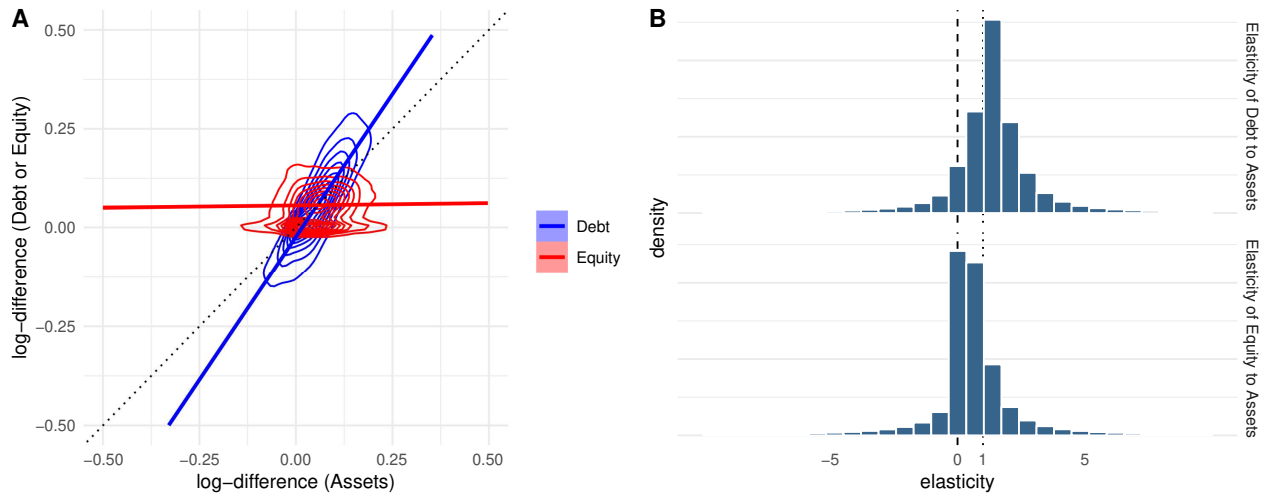 A
log−difference (Debt or Equity)
0.50
0.25
0.00
−0.25
−0.50
−0.50 −0.25 0.00 0.25 0.50
log−difference (Assets)
Debt
Equity
B
density
Elasticity of Debt to Assets
Elasticity of Equity to Assets
−5 0 1 5
elasticity